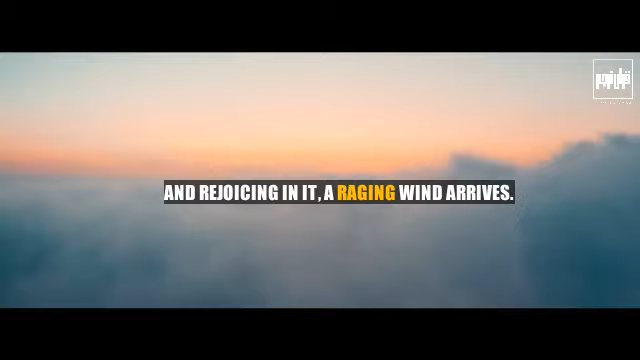 AND REJOICING IN IT, A RAGING WIND ARRIVES.